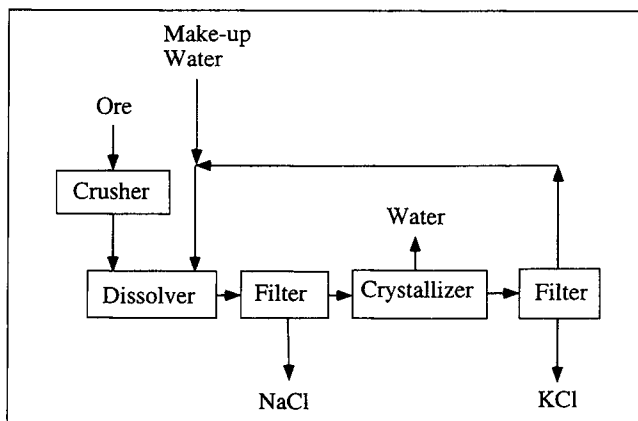 Make-up
Water
Ore
Crusher
Water
Dissolver
Filter
Crystallizer
Filter
NaCl
KCl